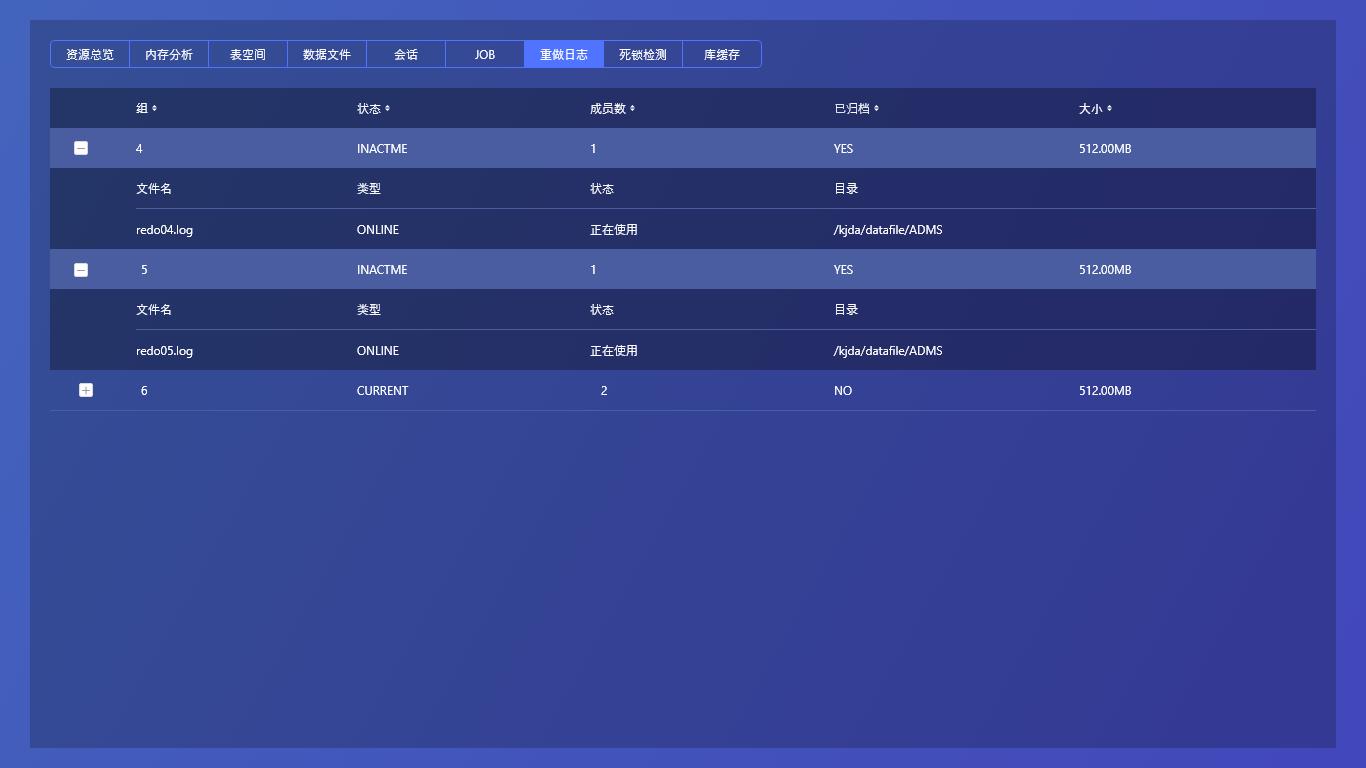 资源总览 内存分析 表空间 数据文件 会话 JOB 重做日志 死锁检测 库缓存
组 状态 成员数 已归档 大小
4 INACTME 1 YES 512.00MB
文件名 类型 状态 目录
redo04.log ONLINE 正在使用 /kjda/datafile/ADMS
5 INACTME 1 YES 512.00MB
文件名 类型 状态 目录
redo05.log ONLINE 正在使用 /kjda/datafile/ADMS
6 CURRENT 2 NO 512.00MB